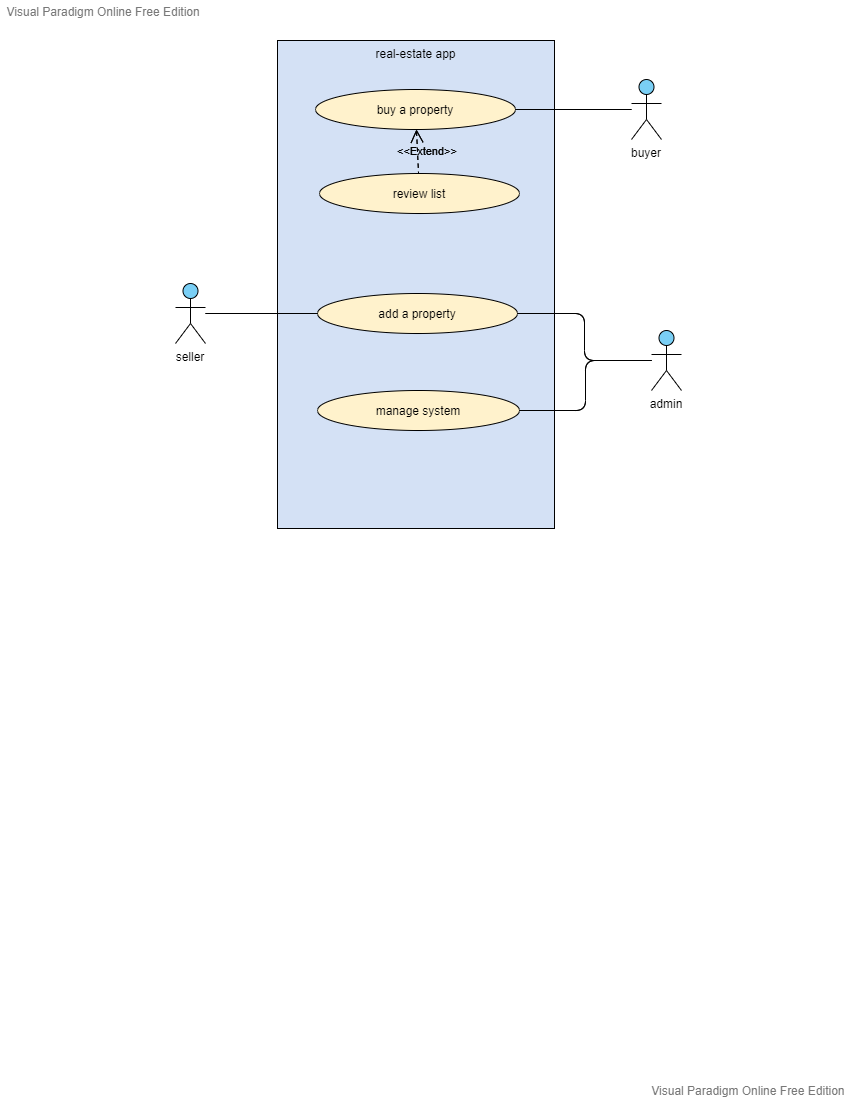 Visual Paradigm Online Free Edition
real-estate app
buy a property
buyer
<<Extend>>
review list
add a property
seller
manage system
admin
Visual Paradigm Online Free Edition